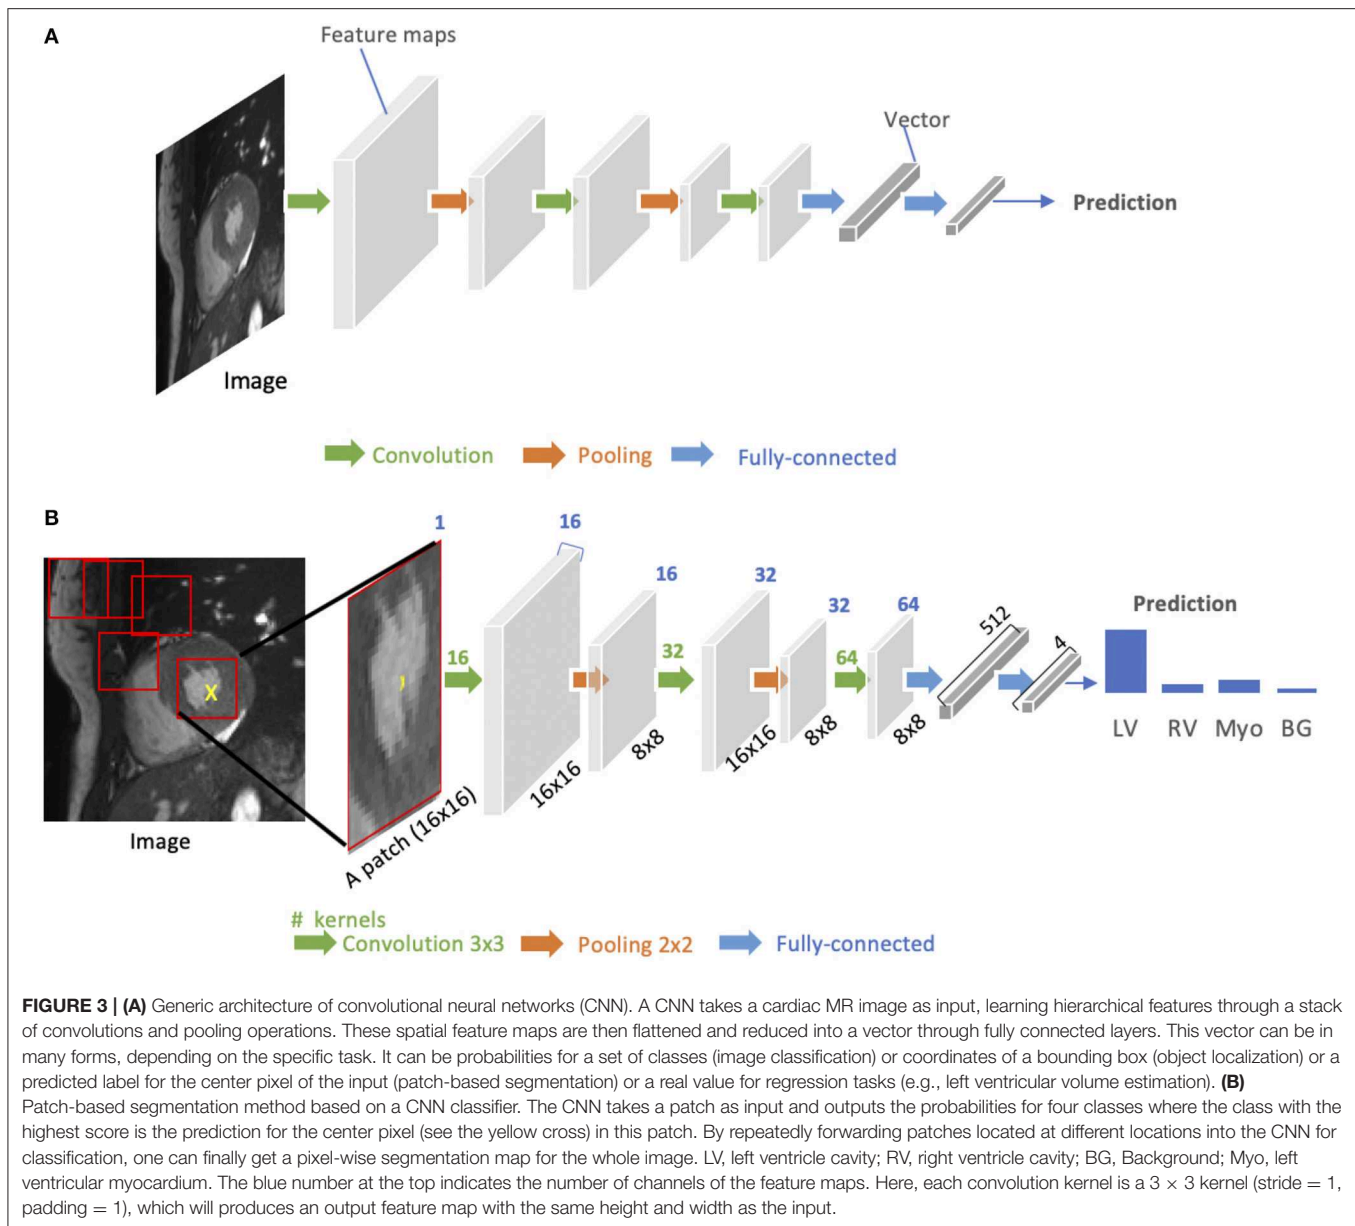 A
Feature maps
Vector
Prediction
Image
Convolution
Pooling
Fully-connected
B
1
16
16
32
32
64
512
4
Prediction
16
32
64
X
A patch (16x16)
16x16
8x8
16x16
8x8
8x8
LV
RV
Myo
BG
Image
# kernels
Convolution 3x3
Pooling 2x2
Fully-connected
FIGURE 3 | (A) Generic architecture of convolutional neural networks (CNN). A CNN takes a cardiac MR image as input, learning hierarchical features through a stack
of convolutions and pooling operations. These spatial feature maps are then flattened and reduced into a vector through fully connected layers. This vector can be in
many forms, depending on the specific task. It can be probabilities for a set of classes (image classification) or coordinates of a bounding box (object localization) or a
predicted label for the center pixel of the input (patch-based segmentation) or a real value for regression tasks (e.g., left ventricular volume estimation). (B)
Patch-based segmentation method based on a CNN classifier. The CNN takes a patch as input and outputs the probabilities for four classes where the class with the
highest score is the prediction for the center pixel (see the yellow cross) in this patch. By repeatedly forwarding patches located at different locations into the CNN for
classification, one can finally get a pixel-wise segmentation map for the whole image. LV, left ventricle cavity; RV, right ventricle cavity; BG, Background; Myo, left
ventricular myocardium. The blue number at the top indicates the number of channels of the feature maps. Here, each convolution kernel is a 3 × 3 kernel (stride = 1,
padding = 1), which will produces an output feature map with the same height and width as the input.